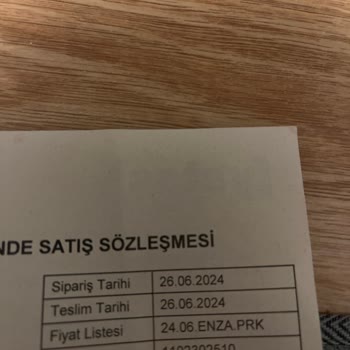 NDE SATIŞ SÖZLEŞMESİ
Sipariş Tarihi 26.06.2024
Teslim Tarihi 26.06.2024
Fiyat Listesi 24.06.ENZA.PRK